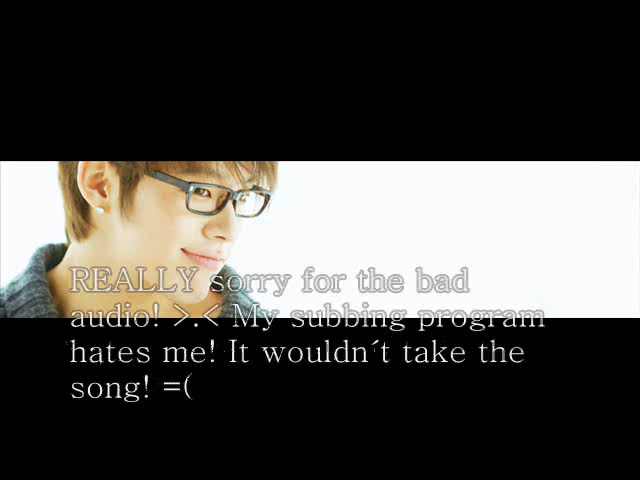 REALLY sorry for the bad
audio! >.< My subbing program
hates me! It wouldn´t take the
song! =(